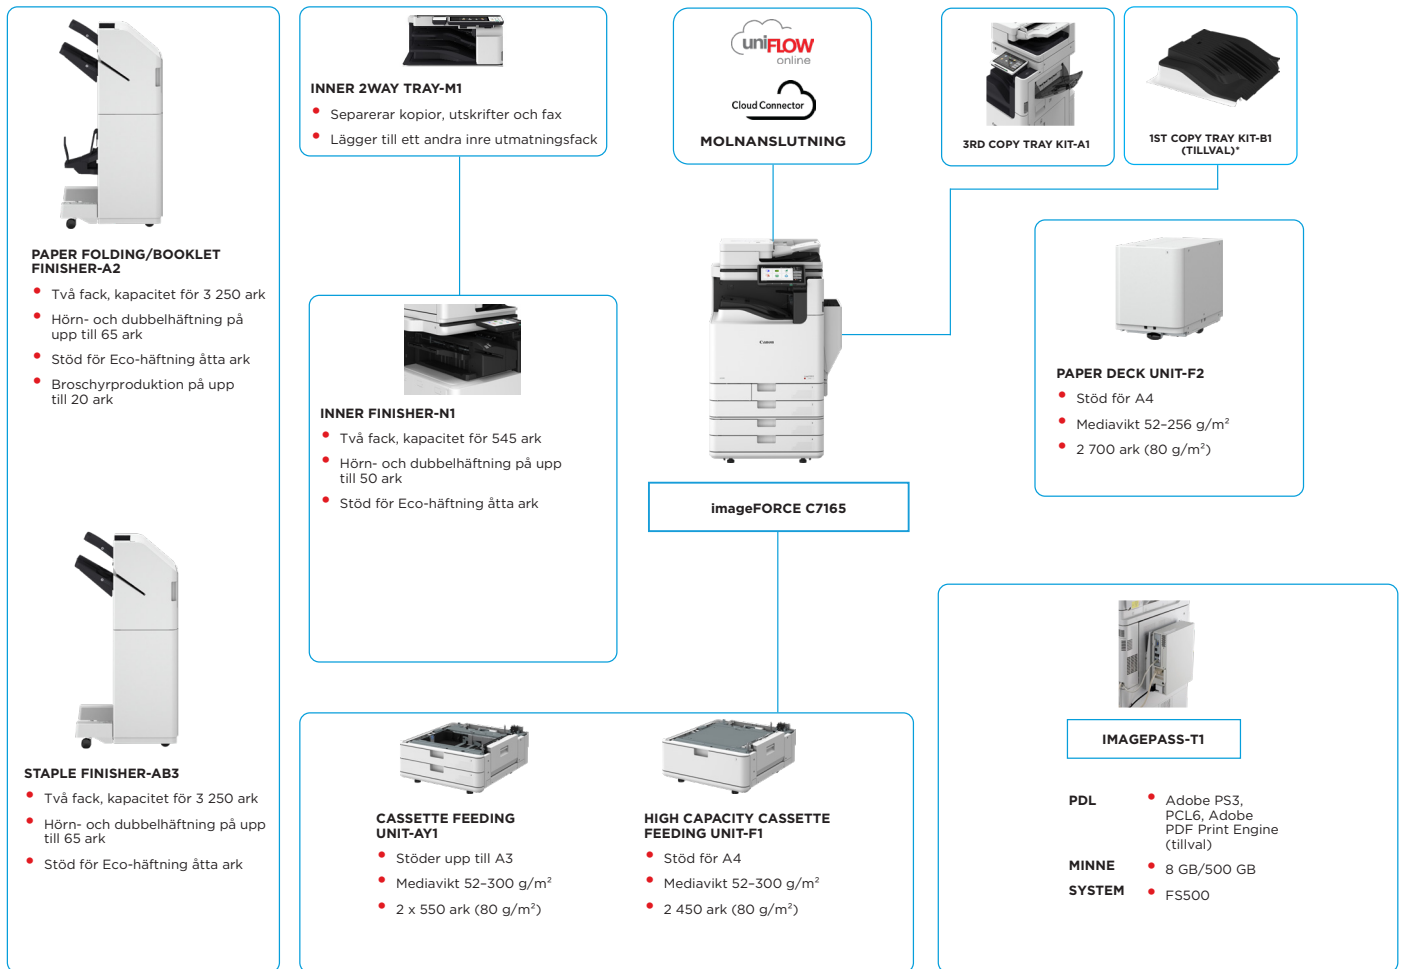 PAPER FOLDING/BOOKLET
FINISHER-A2
Två fack, kapacitet för 3 250 ark
Hörn- och dubbelhäftning på
upp till 65 ark
Stöd för Eco-häftning åtta ark
Broschyrproduktion på upp
till 20 ark
STAPLE FINISHER-AB3
Två fack, kapacitet för 3 250 ark
Hörn- och dubbelhäftning på upp
till 65 ark
Stöd för Eco-häftning åtta ark
INNER 2WAY TRAY-M1
Separerar kopior, utskrifter och fax
Lägger till ett andra inre utmatningsfack
INNER FINISHER-N1
Två fack, kapacitet för 545 ark
Hörn- och dubbelhäftning på upp
till 50 ark
Stöd för Eco-häftning åtta ark
uniFLOW
online
Cloud Connector
MOLNANSLUTNING
3RD COPY TRAY KIT-A1
1ST COPY TRAY KIT-B1
(TILLVAL)*
Canon
imageFORCE C7165
PAPER DECK UNIT-F2
Stöd för A4
Mediavikt 52–256 g/m²
2 700 ark (80 g/m²)
CASSETTE FEEDING
UNIT-AY1
Stöder upp till A3
Mediavikt 52–300 g/m²
2 x 550 ark (80 g/m²)
HIGH CAPACITY CASSETTE
FEEDING UNIT-F1
Stöd för A4
Mediavikt 52–300 g/m²
2 450 ark (80 g/m²)
IMAGEPASS-T1
PDL
Adobe PS3,
PCL6, Adobe
PDF Print Engine
(tillval)
MINNE
8 GB/500 GB
SYSTEM
FS500